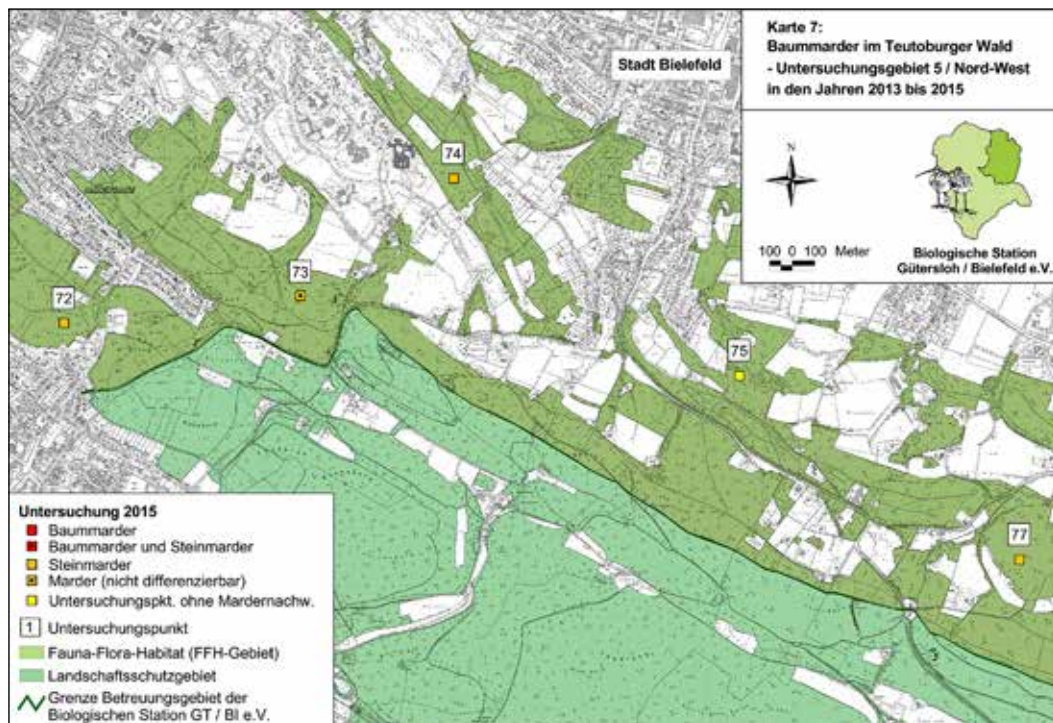 Karte 7:
Baummarder im Teutoburger Wald
- Untersuchungsgebiet 5 / Nord-West
in den Jahren 2013 bis 2015
Stadt Bielefeld
N
100 0 100 Meter
Biologische Station
Gütersloh / Bielefeld e.V.
74
73
72
75
77
Untersuchung 2015
Baummarder
Baummarder und Steinmarder
Steinmarder
Marder (nicht differenzierbar)
Untersuchungspkt. ohne Mardernachw.
1 Untersuchungspunkt
Fauna-Flora-Habitat (FFH-Gebiet)
Landschaftsschutzgebiet
Grenze Betreuungsgebiet der
Biologischen Station GT / BI e.V.